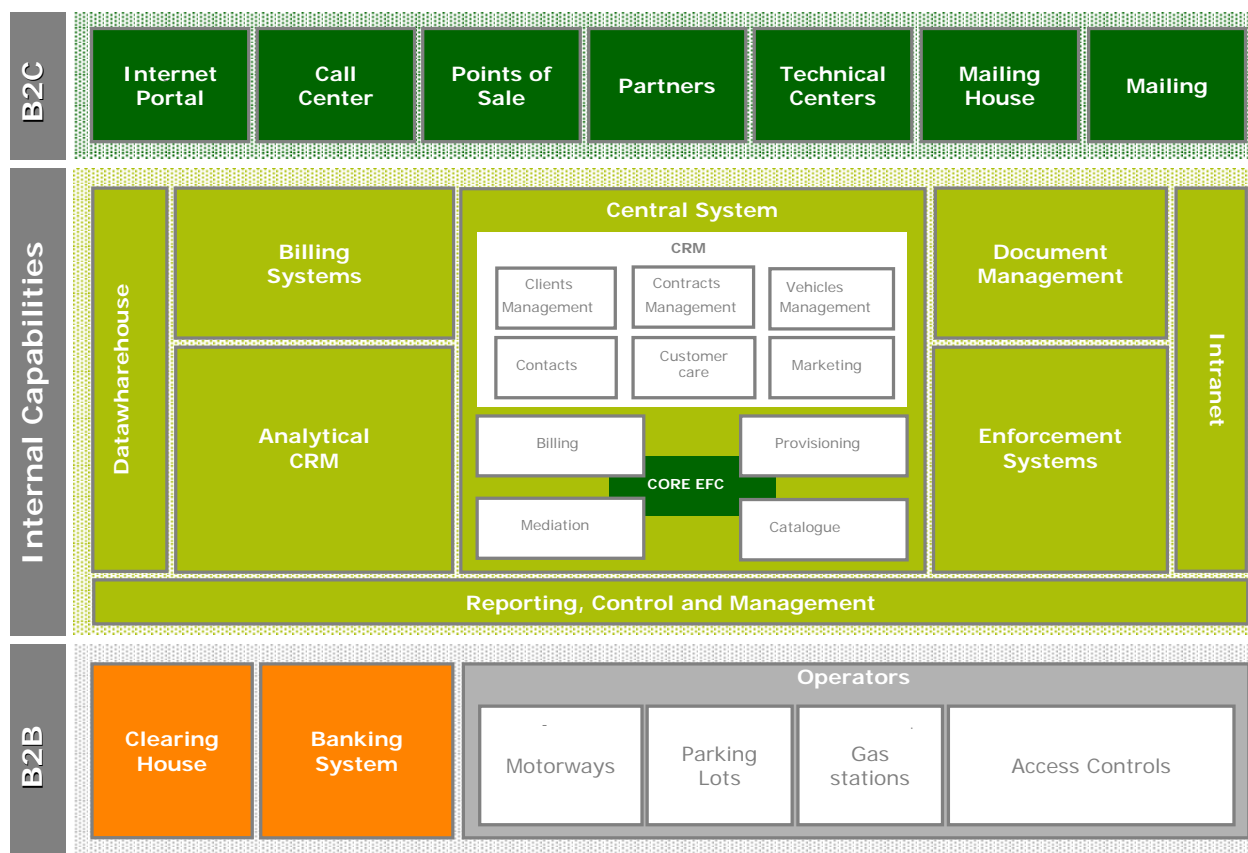 B2C
Internet
Portal
Call
Center
Points of
Sale
Partners
Technical
Centers
Mailing
House
Mailing
Internal Capabilities
Datawharehouse
Billing
Systems
Analytical
CRM
Central System
CRM
Clients
Management
Contracts
Management
Vehicles
Management
Contacts
Customer
care
Marketing
Billing
Provisioning
CORE EFC
Mediation
Catalogue
Document
Management
Enforcement
Systems
Intranet
Reporting, Control and Management
B2B
Clearing
House
Banking
System
Operators
Motorways
Parking
Lots
Gas
stations
Access Controls